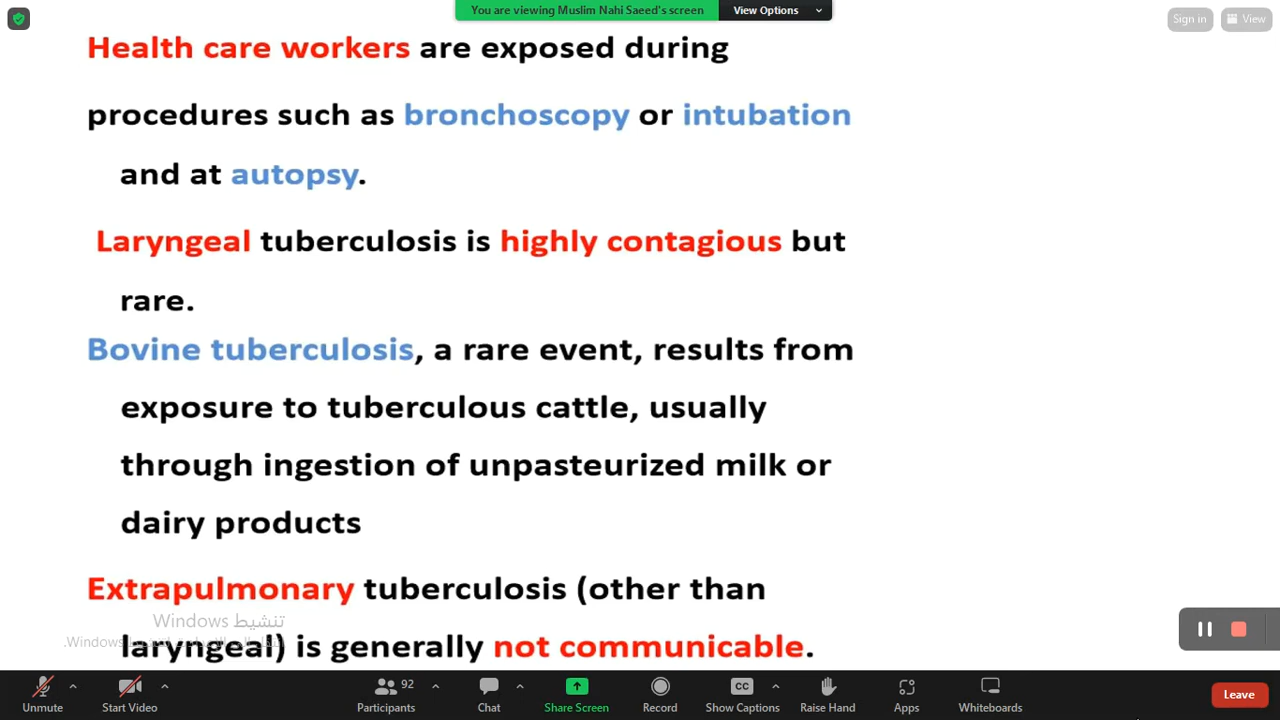 You are viewing Muslim Nahi Saeed's screen
View Options
Sign in
View
Health care workers are exposed during
procedures such as bronchoscopy or intubation
and at autopsy.
Laryngeal tuberculosis is highly contagious but
rare.
Bovine tuberculosis, a rare event, results from
exposure to tuberculous cattle, usually
through ingestion of unpasteurized milk or
dairy products
Extrapulmonary tuberculosis (other than
تنشيط Windows
laryngeal) is generally not communicable.
Windows.
Unmute
Start Video
92
Participants
Chat
Share Screen
Record
CC
Show Captions
Raise Hand
Apps
Whiteboards
Leave